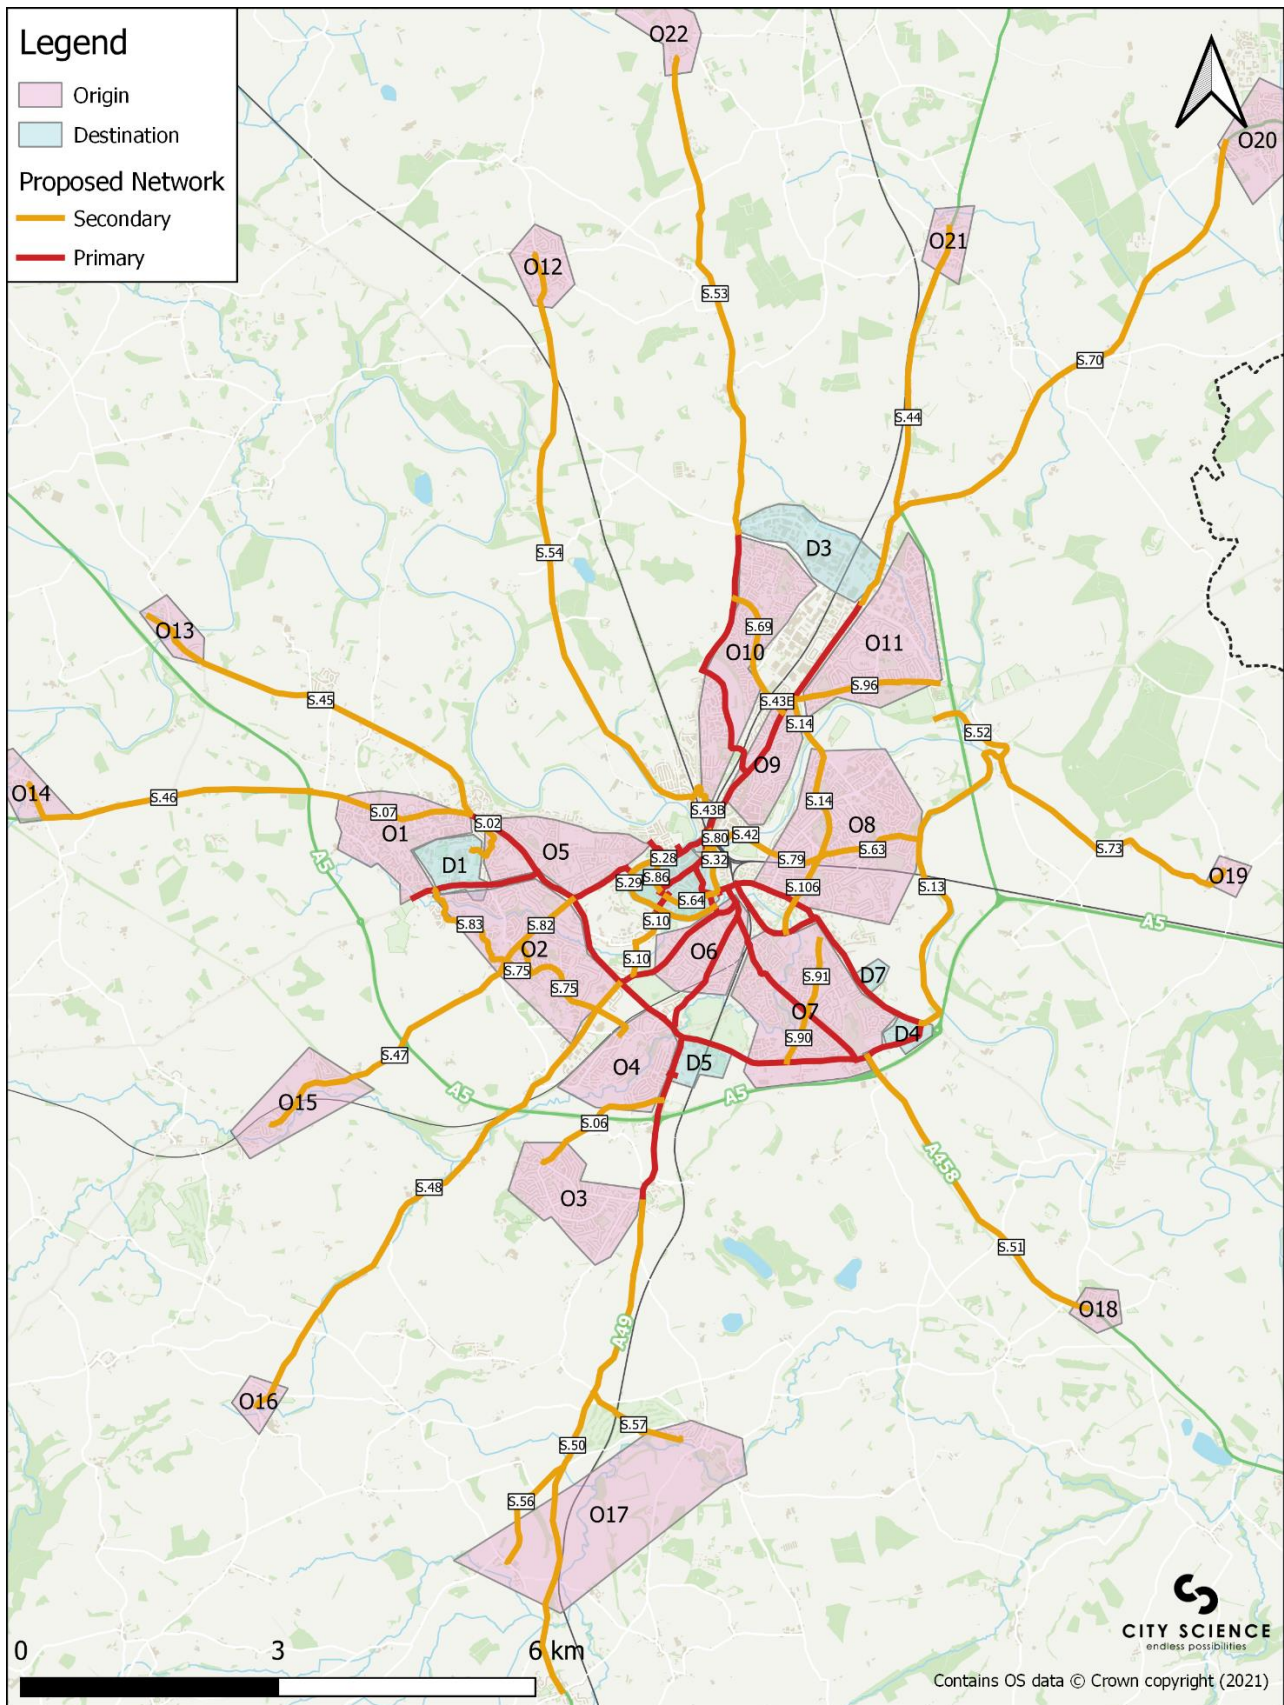 Legend
Origin
Destination
Proposed Network
Secondary
Primary
O22
O20
O21
O12
S.53
S.70
S.44
D3
S.54
O13
S.69
O11
O10
S.96
S.45
S.43E
S.14
S.52
O9
O14
S.46
S.07
S.43B
S.14
O8
O1
S.02
S.80
S.42
S.63
S.73
D1
O5
S.28
S.32
S.79
S.29
S.86
S.106
S.13
O19
S.64
S.10
A5
A5
S.83
S.82
O2
S.10
O6
S.75
S.91
D7
S.75
O7
D4
S.47
S.90
O4
D5
A5
A5
O15
S.06
A458
S.48
O3
S.51
O18
A49
O16
S.57
S.50
S.56
O17
CITY SCIENCE
endless possibilities
0 3 6 km
Contains OS data © Crown copyright (2021)